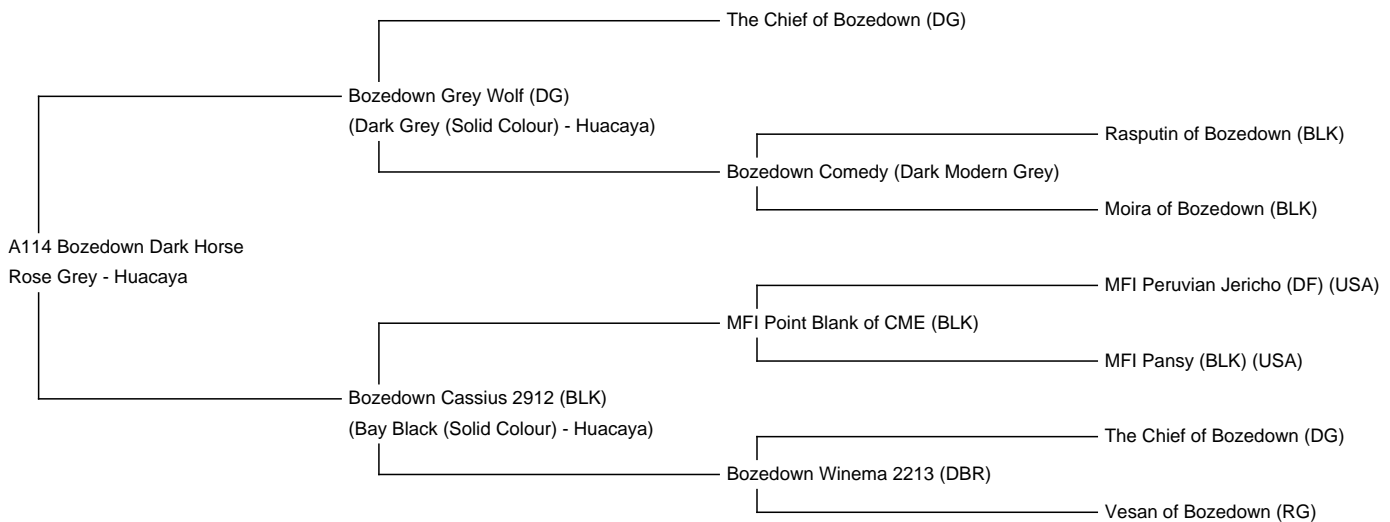 The Chief of Bozedown (DG)
Bozedown Grey Wolf (DG)
(Dark Grey (Solid Colour) - Huacaya)
Rasputin of Bozedown (BLK)
Bozedown Comedy (Dark Modern Grey)
Moira of Bozedown (BLK)
A114 Bozedown Dark Horse
Rose Grey - Huacaya
MFI Peruvian Jericho (DF) (USA)
MFI Point Blank of CME (BLK)
MFI Pansy (BLK) (USA)
Bozedown Cassius 2912 (BLK)
(Bay Black (Solid Colour) - Huacaya)
The Chief of Bozedown (DG)
Bozedown Winema 2213 (DBR)
Vesan of Bozedown (RG)